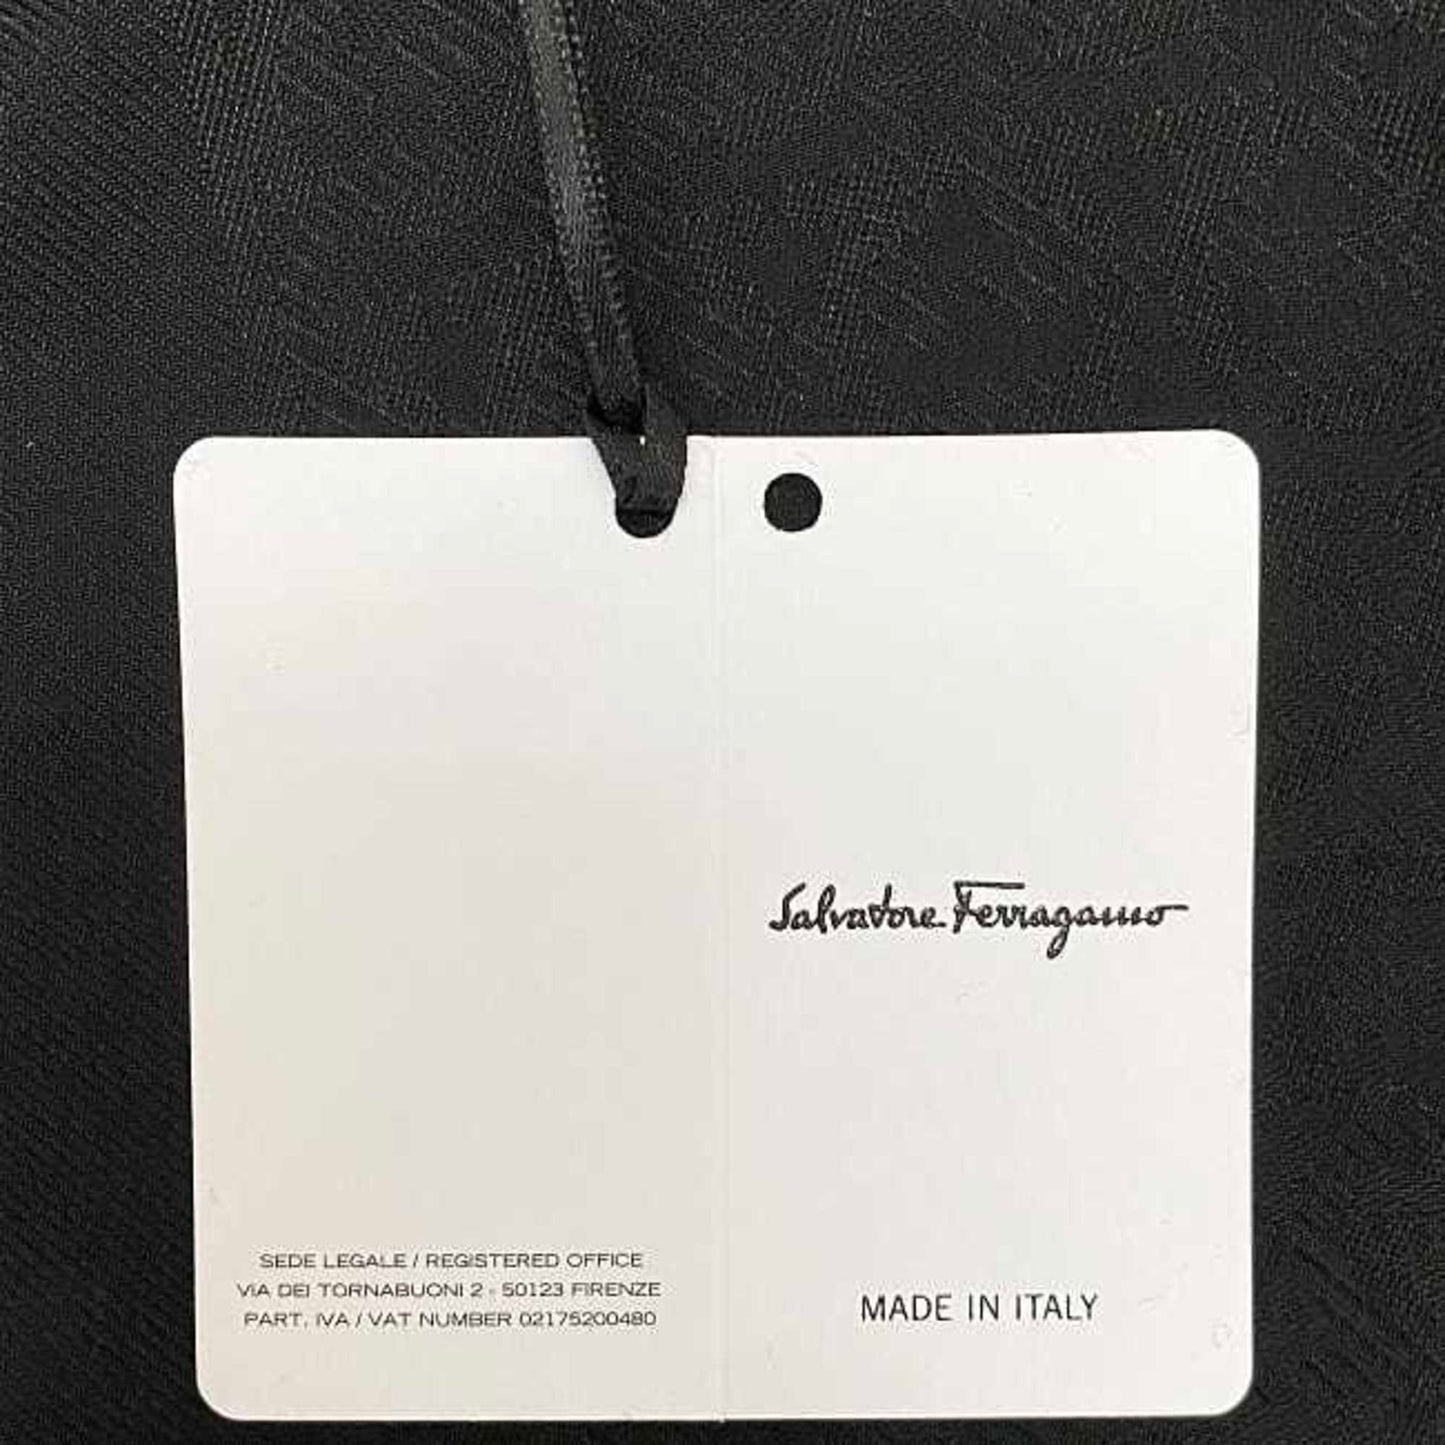 SEDE LEGALE / REGISTERED OFFICE
VIA DEI TORNABUONI 2 - 50123 FIRENZE
PART. IVA / VAT NUMBER 02175200480
Salvatore Ferragamo
MADE IN ITALY